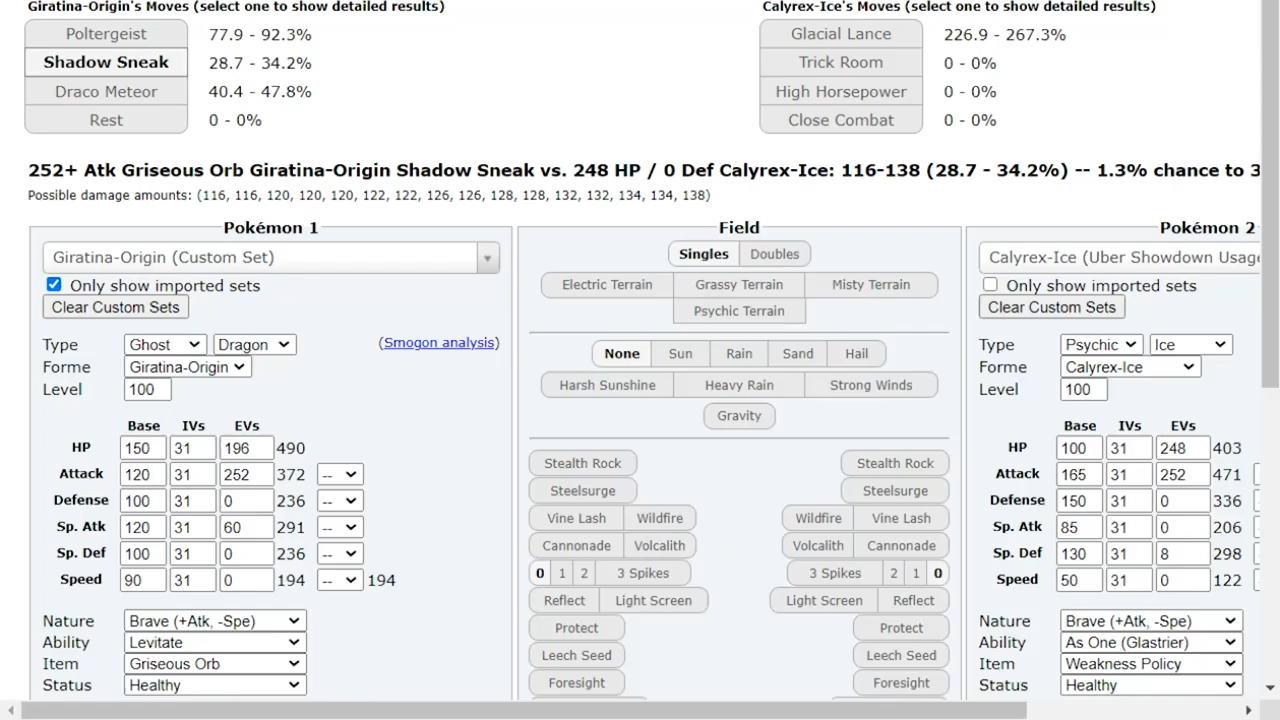 Giratina-Origin's Moves (select one to show detailed results) Calyrex-Ice's Moves (select one to show detailed results)
Poltergeist 77.9 - 92.3% Glacial Lance 226.9 - 267.3%
Shadow Sneak 28.7 - 34.2% Trick Room 0 - 0%
Draco Meteor 40.4 - 47.8% High Horsepower 0 - 0%
Rest 0 - 0% Close Combat 0 - 0%
252+ Atk Griseous Orb Giratina-Origin Shadow Sneak vs. 248 HP / 0 Def Calyrex-Ice: 116-138 (28.7 - 34.2%) -- 1.3% chance to 3
Possible damage amounts: (116, 116, 120, 120, 120, 122, 122, 126, 126, 128, 128, 132, 132, 134, 134, 138)
Pokémon 1 Field Pokémon 2
Giratina-Origin (Custom Set) Singles Doubles Calyrex-Ice (Uber Showdown Usage
Only show imported sets Electric Terrain Grassy Terrain Misty Terrain Only show imported sets
Clear Custom Sets Psychic Terrain Clear Custom Sets
Type Ghost Dragon (Smogon analysis) None Sun Rain Sand Hail Type Psychic Ice
Forme Giratina-Origin Forme Calyrex-Ice
Level 100 Harsh Sunshine Heavy Rain Strong Winds Level 100
Gravity
Base IVs EVs Base IVs EVs
HP 150 31 196 490 HP 100 31 248 403
Stealth Rock Stealth Rock
Attack 120 31 252 372 -- Attack 165 31 252 471
Steelsurge Steelsurge
Defense 100 31 0 236 -- Defense 150 31 0 336
Vine Lash Wildfire Wildfire Vine Lash
Sp. Atk 120 31 60 291 -- Sp. Atk 85 31 0 206
Cannonade Volcalith Volcalith Cannonade
Sp. Def 100 31 0 236 -- Sp. Def 130 31 8 298
Speed 90 31 0 194 -- 194 0 1 2 3 Spikes 3 Spikes 2 1 0 Speed 50 31 0 122
Reflect Light Screen Light Screen Reflect
Nature Brave (+Atk, -Spe) Protect Protect Nature Brave (+Atk, -Spe)
Ability Levitate Leech Seed Leech Seed Ability As One (Glastrier)
Item Griseous Orb Item Weakness Policy
Status Healthy Foresight Foresight Status Healthy